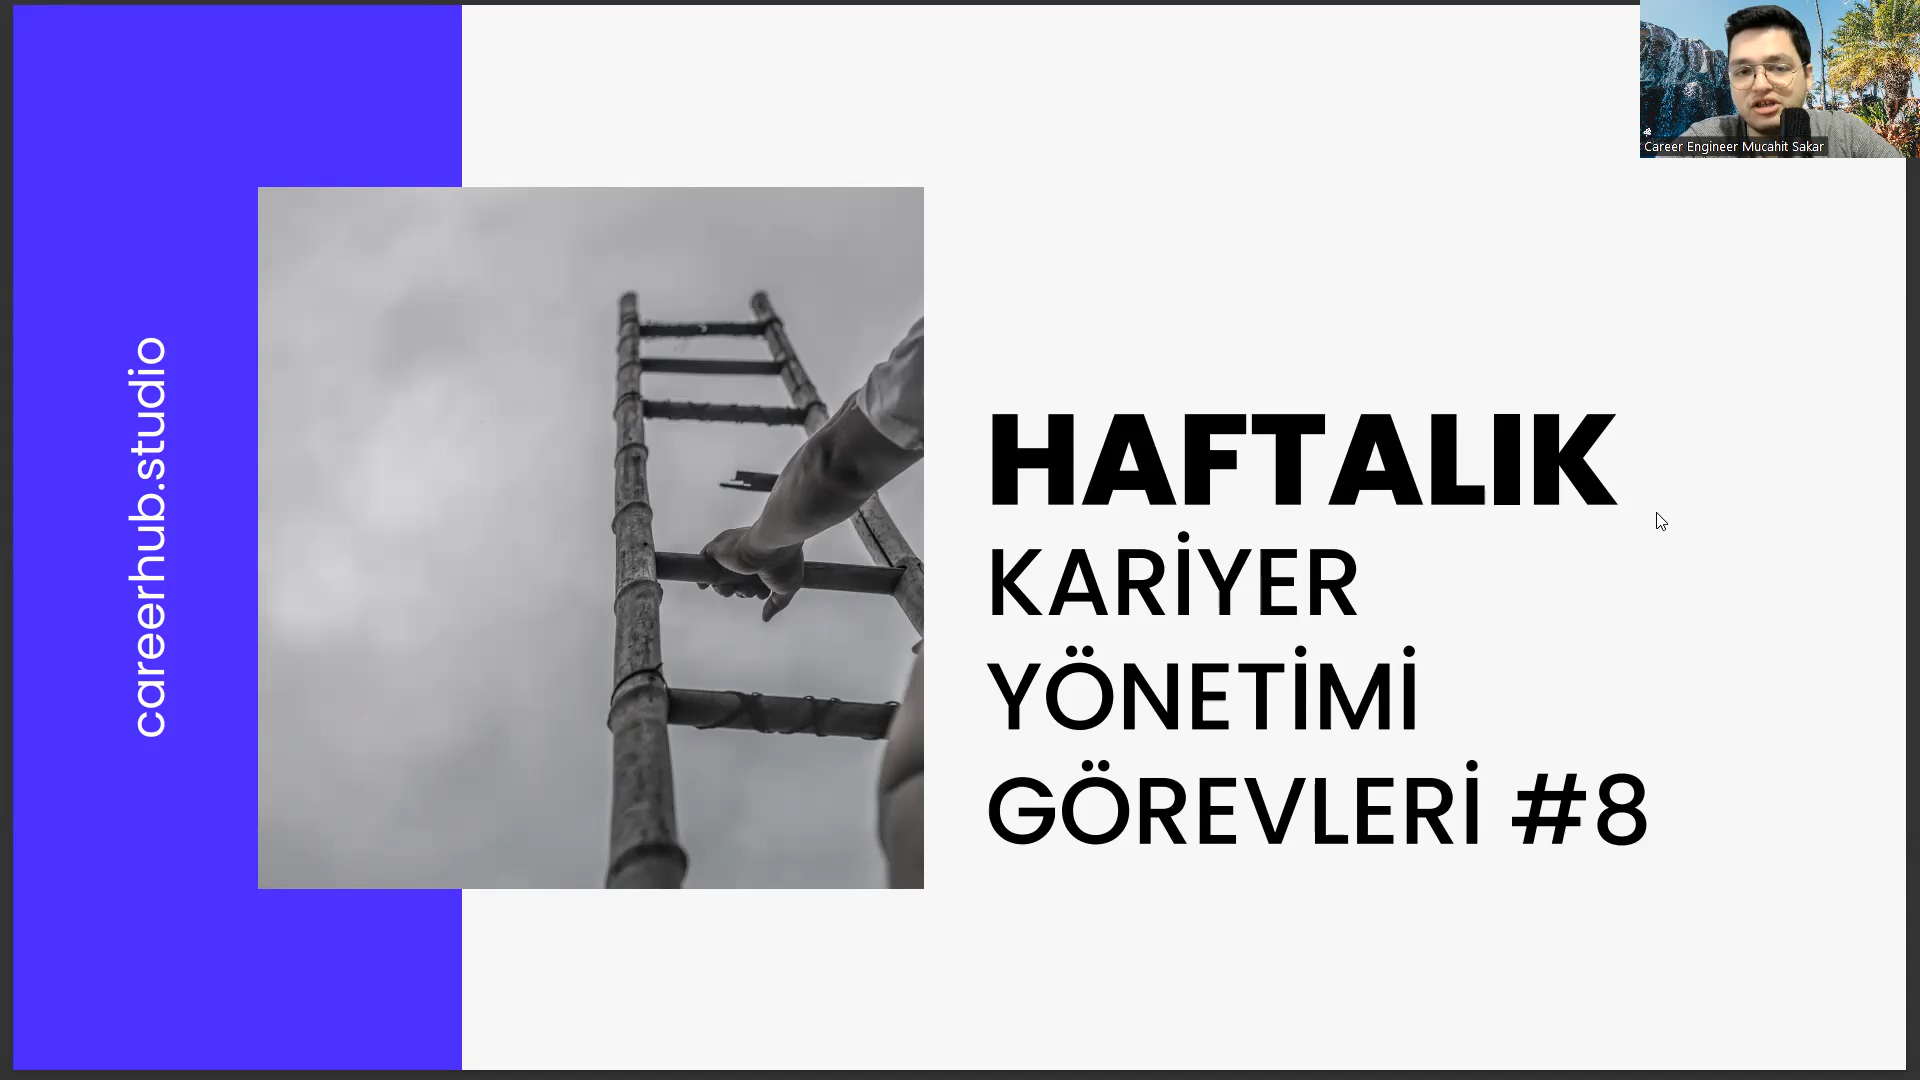 careerhub.studio
HAFTALIK
KARİYER
YÖNETİMİ
GÖREVLERİ #8
Career Engineer Mucahit Sakar